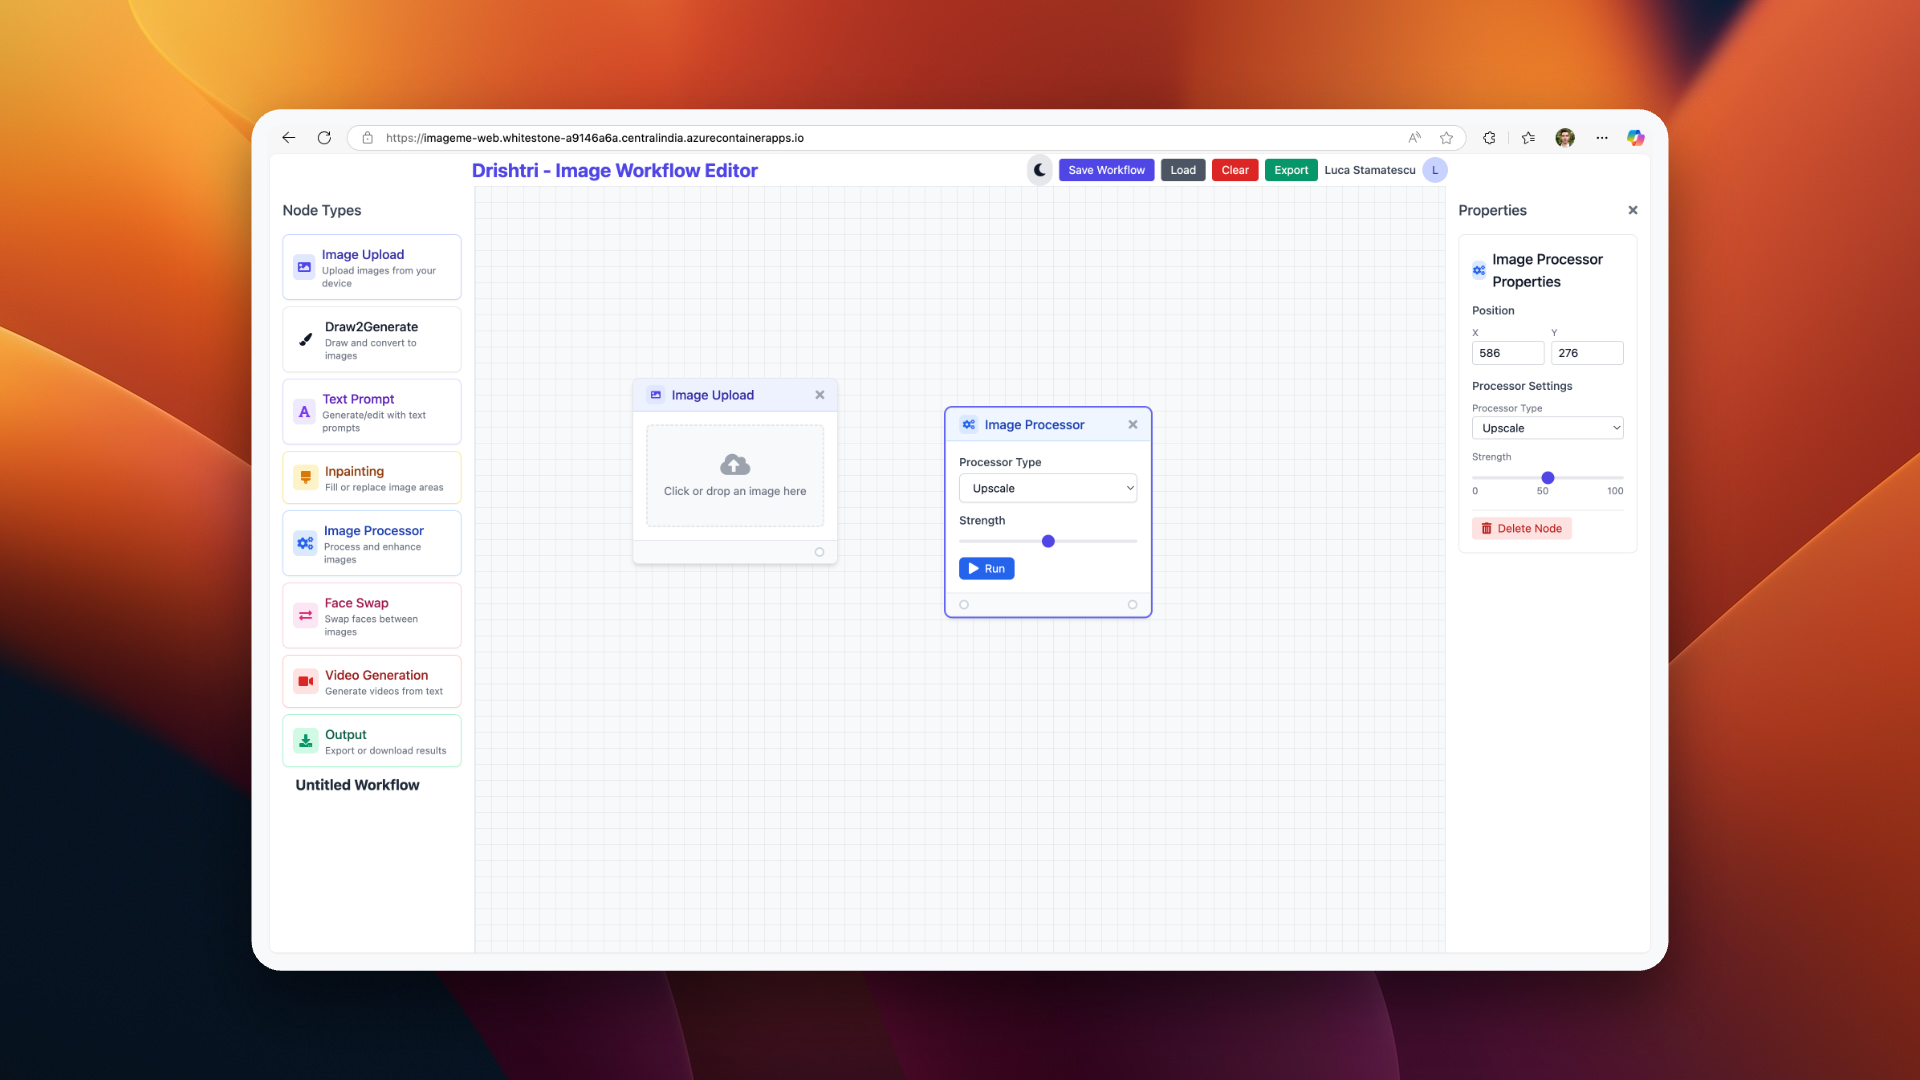 https://imageme-web.whitestone-a9146a6a.centralindia.azurecontainerapps.io
Drishtri - Image Workflow Editor
Save Workflow
Load
Clear
Export
Luca Stamatescu
L
Node Types
Image Upload
Upload images from your
device
Draw2Generate
Draw and convert to
images
A
Text Prompt
Generate/edit with text
prompts
Inpainting
Fill or replace image areas
Image Processor
Process and enhance
images
Face Swap
Swap faces between
images
Video Generation
Generate videos from text
Output
Export or download results
Untitled Workflow
Image Upload
Click or drop an image here
Image Processor
Processor Type
Upscale
Strength
Run
Properties
Image Processor
Properties
Position
X Y
586 276
Processor Settings
Processor Type
Upscale
Strength
0 50 100
Delete Node